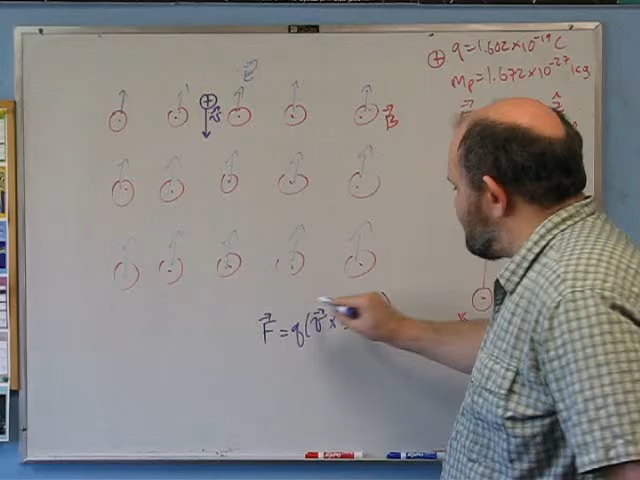 ⊕ q = 1.602 × 10⁻¹⁹ C
mₚ = 1.672 × 10⁻²⁷ kg
E⃗
⊕ v⃗
B⃗
F⃗ = q(v⃗ ×